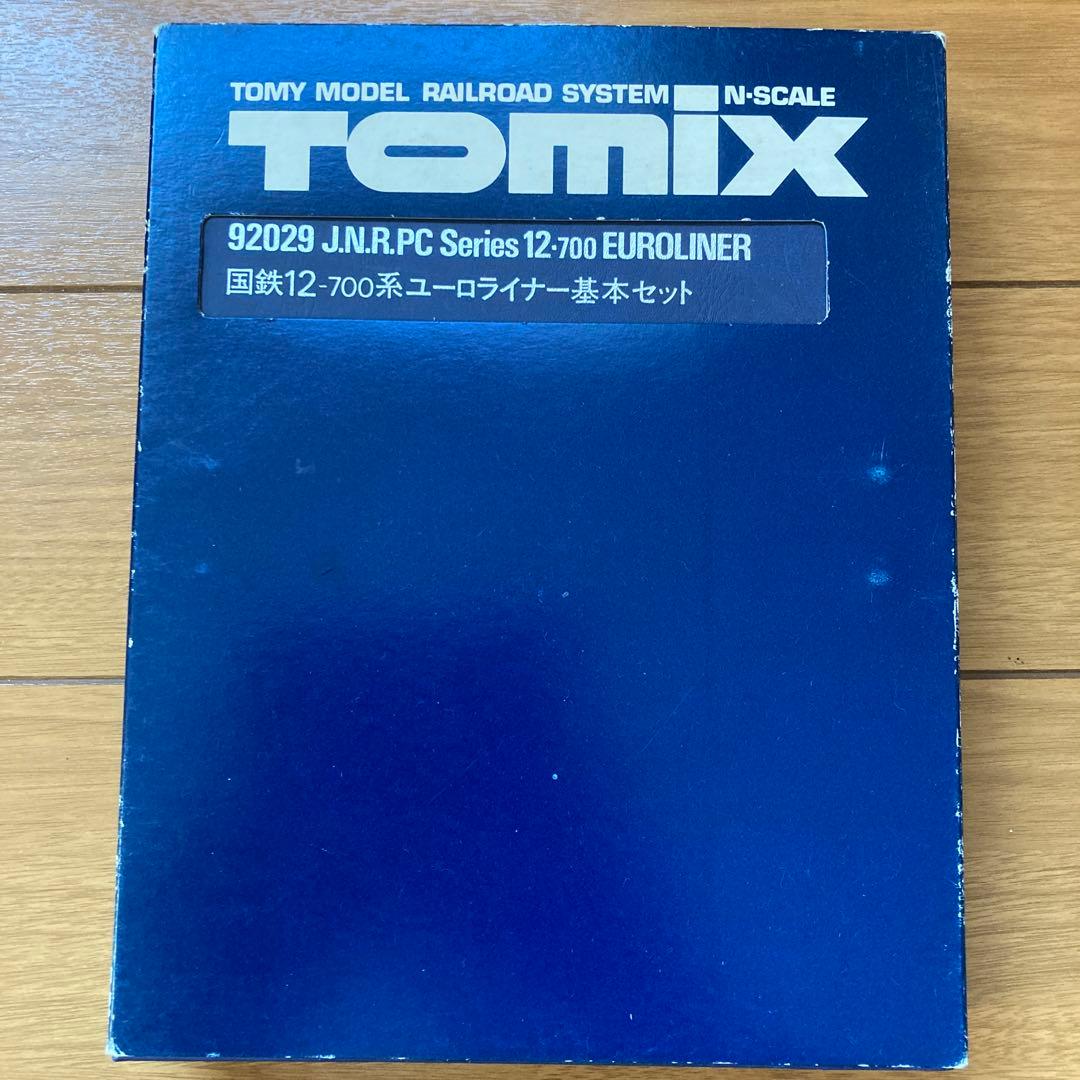 TOMY MODEL RAILROAD SYSTEM N-SCALE
TOMIX
92029 J.N.R.PC Series 12-700 EUROLINER
国鉄12-700系ユーロライナー基本セット